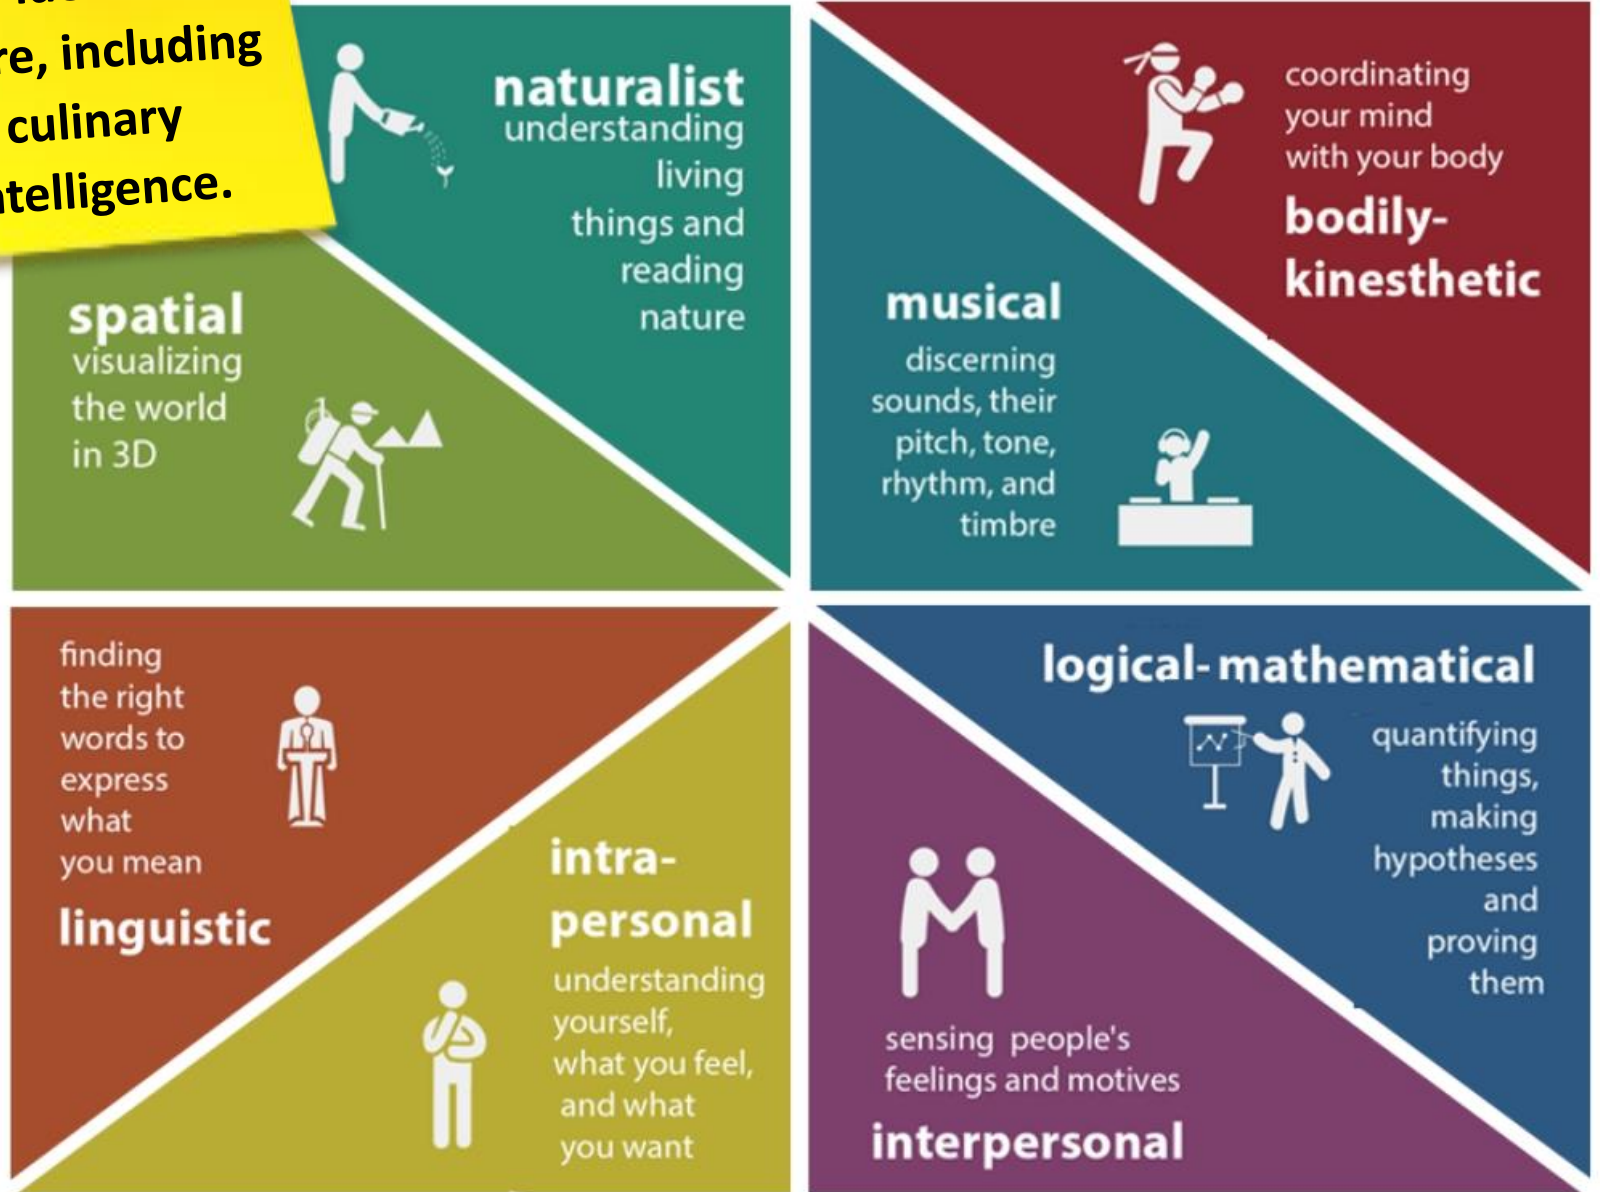 including
culinary
naturalist
understanding
living
things and
reading
nature
spatial
visualizing
the world
in 3D
coordinating
your mind
with your body
bodily-
kinesthetic
musical
discerning
sounds, their
pitch, tone,
rhythm, and
timbre
finding
the right
words to
express
what
you mean
linguistic
intra-
personal
understanding
yourself,
what you feel,
and what
you want
logical-mathematical
quantifying
things,
making
hypotheses
and
proving
them
sensing people's
feelings and motives
interpersonal